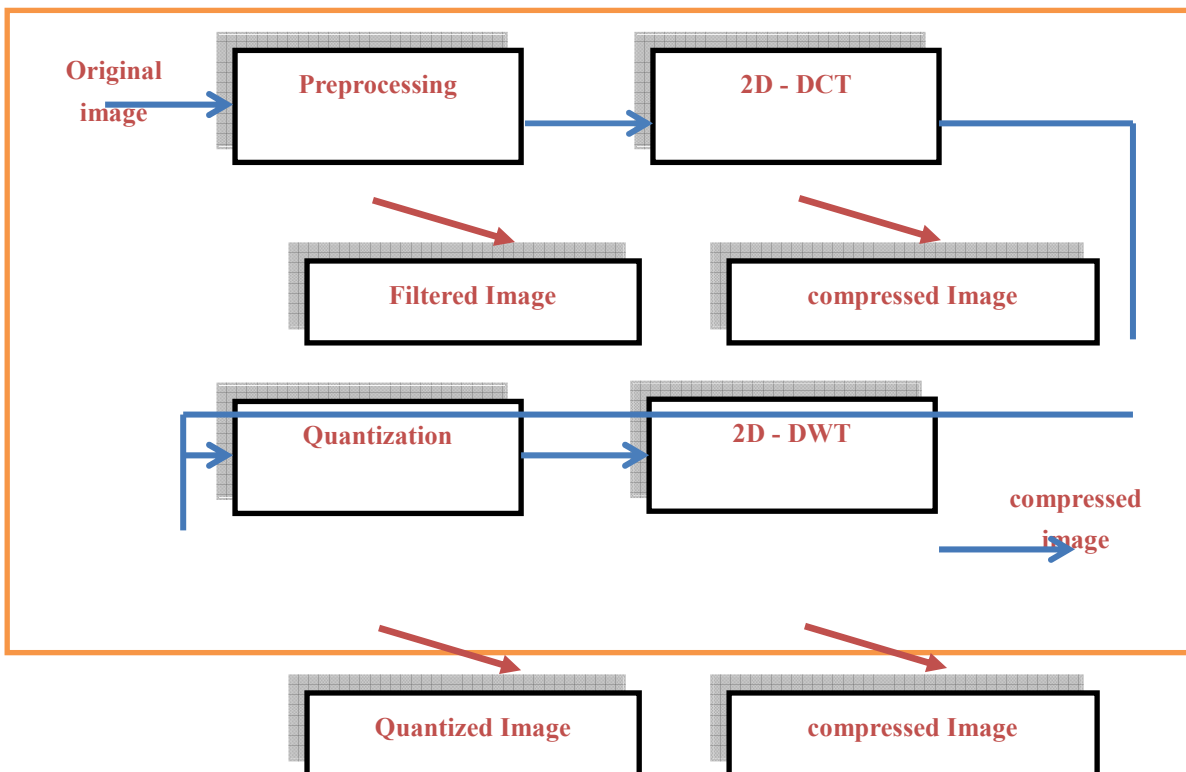 Original
image
Preprocessing
2D - DCT
Filtered Image
compressed Image
Quantization
2D - DWT
compressed
image
Quantized Image
compressed Image